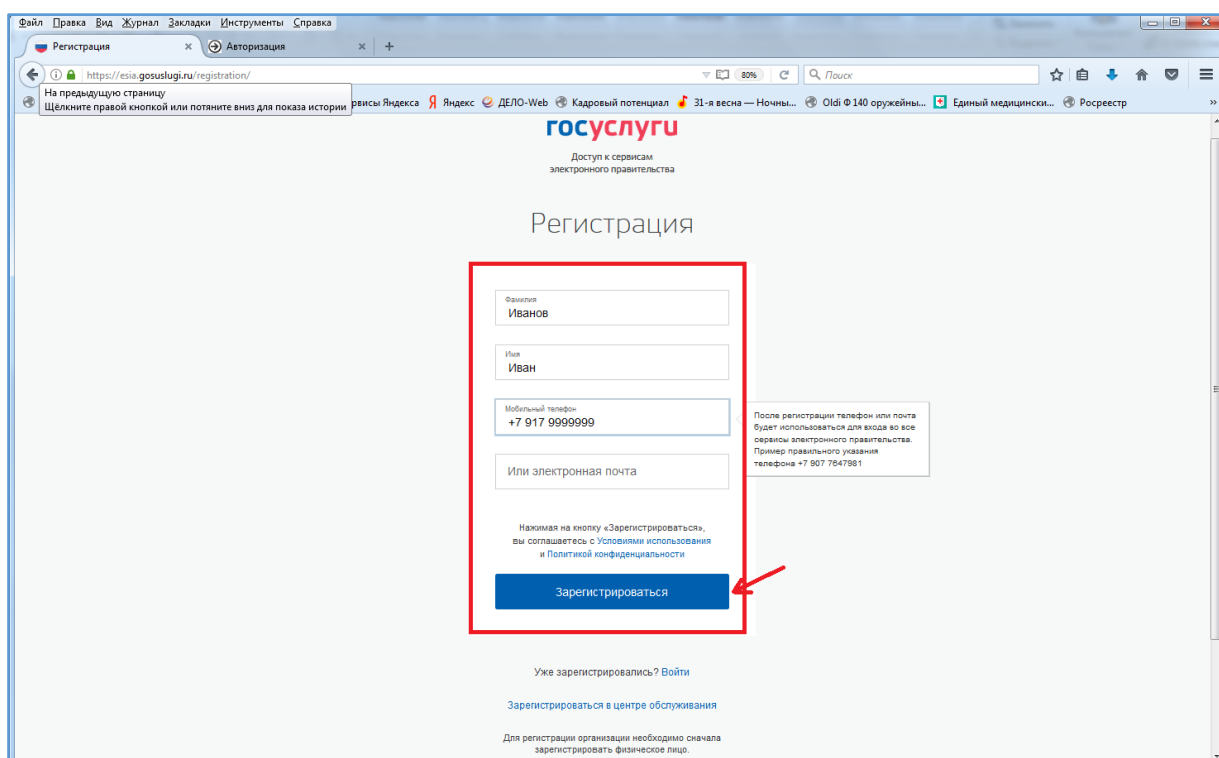 Файл Правка Вид Журнал Закладки Инструменты Справка
Регистрация
Авторизация
https://esia.gosuslugi.ru/registration/
80%
Поиск
На предыдущую страницу
Щёлкните правой кнопкой или потяните вниз для показа истории
рвисы Яндекса Яндекс ДЕЛО-Web Кадровый потенциал 31-я весна — Ночны... Oldi Ф 140 оружейны... Единый медицински... Росреестр
госуслуги
Доступ к сервисам
электронного правительства
Регистрация
Фамилия
Иванов
Имя
Иван
Мобильный телефон
+7 917 9999999
После регистрации телефон или почта
будет использоваться для входа во все
сервисы электронного правительства.
Пример правильного указания
телефона +7 907 7647981
Или электронная почта
Нажимая на кнопку «Зарегистрироваться»,
вы соглашаетесь с Условиями использования
и Политикой конфиденциальности
Зарегистрироваться
Уже зарегистрировались? Войти
Зарегистрироваться в центре обслуживания
Для регистрации организации необходимо сначала
зарегистрировать физическое лицо.